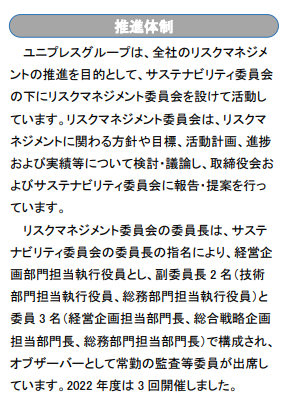 推進体制
　ユニプレスグループは、全社のリスクマネジメ
ントの推進を目的として、サステナビリティ委員会
の下にリスクマネジメント委員会を設けて活動し
ています。リスクマネジメント委員会は、リスクマ
ネジメントに関わる方針や目標、活動計画、進捗
および実績等について検討・議論し、取締役会お
よびサステナビリティ委員会に報告・提案を行っ
ています。
　リスクマネジメント委員会の委員長は、サステ
ナビリティ委員会の委員長の指名により、経営企
画部門担当執行役員とし、副委員長 2 名（技術
部門担当執行役員、総務部門担当執行役員）と
委員 3 名（経営企画担当部門長、総合戦略企画
担当部門長、総務部門担当部門長）で構成され、
オブザーバーとして常勤の監査等委員が出席し
ています。2022 年度は 3 回開催しました。